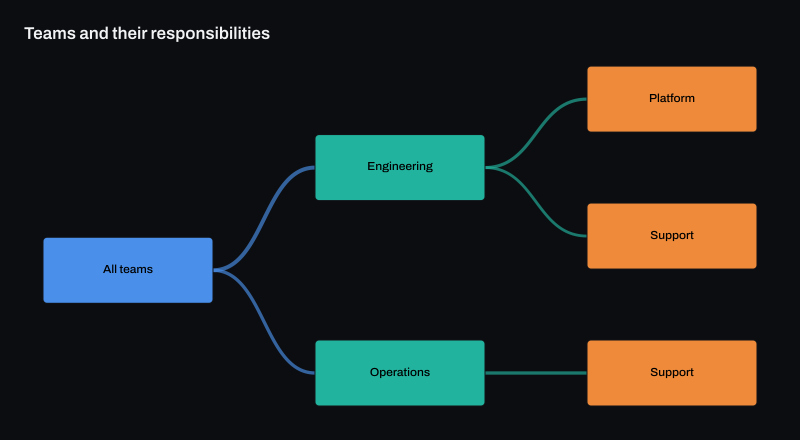 Teams and their responsibilities
All teams
Engineering
Operations
Platform
Support
Support